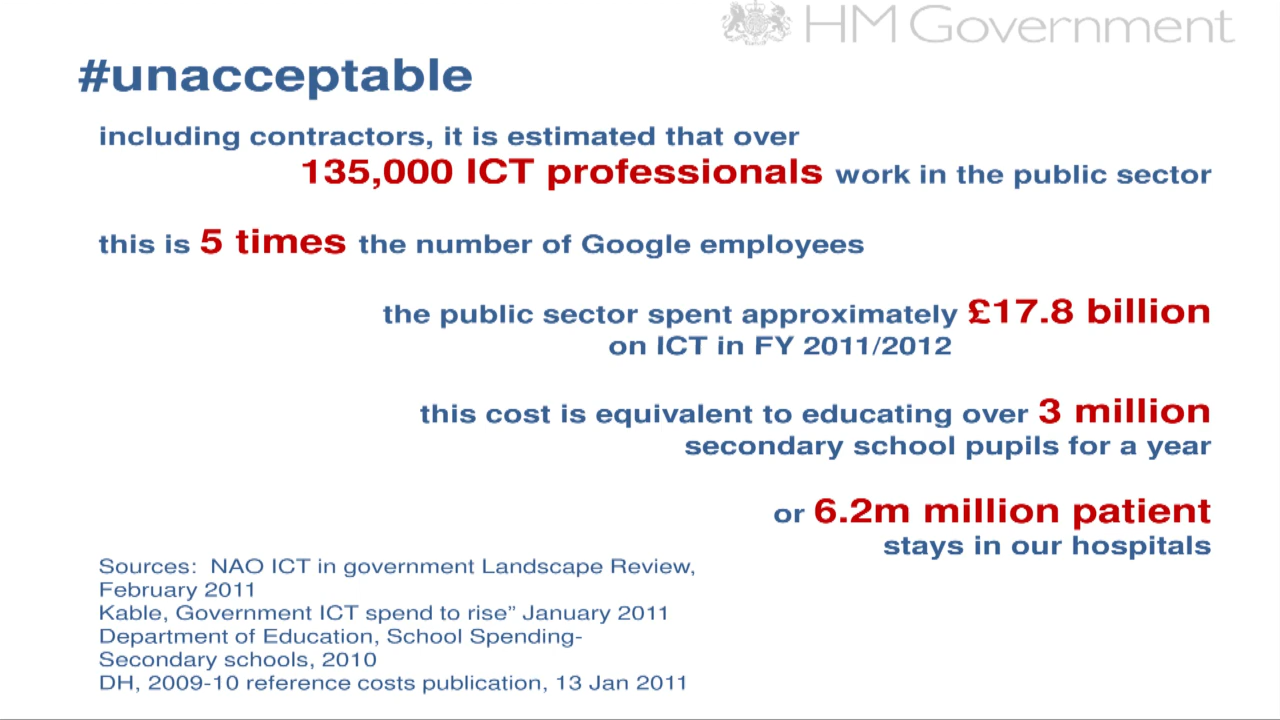 HM Government
#unacceptable
including contractors, it is estimated that over
135,000 ICT professionals work in the public sector
this is 5 times the number of Google employees
the public sector spent approximately £17.8 billion
on ICT in FY 2011/2012
this cost is equivalent to educating over 3 million
secondary school pupils for a year
or 6.2m million patient
stays in our hospitals
Sources:  NAO ICT in government Landscape Review,
February 2011
Kable, Government ICT spend to rise” January 2011
Department of Education, School Spending-
Secondary schools, 2010
DH, 2009-10 reference costs publication, 13 Jan 2011